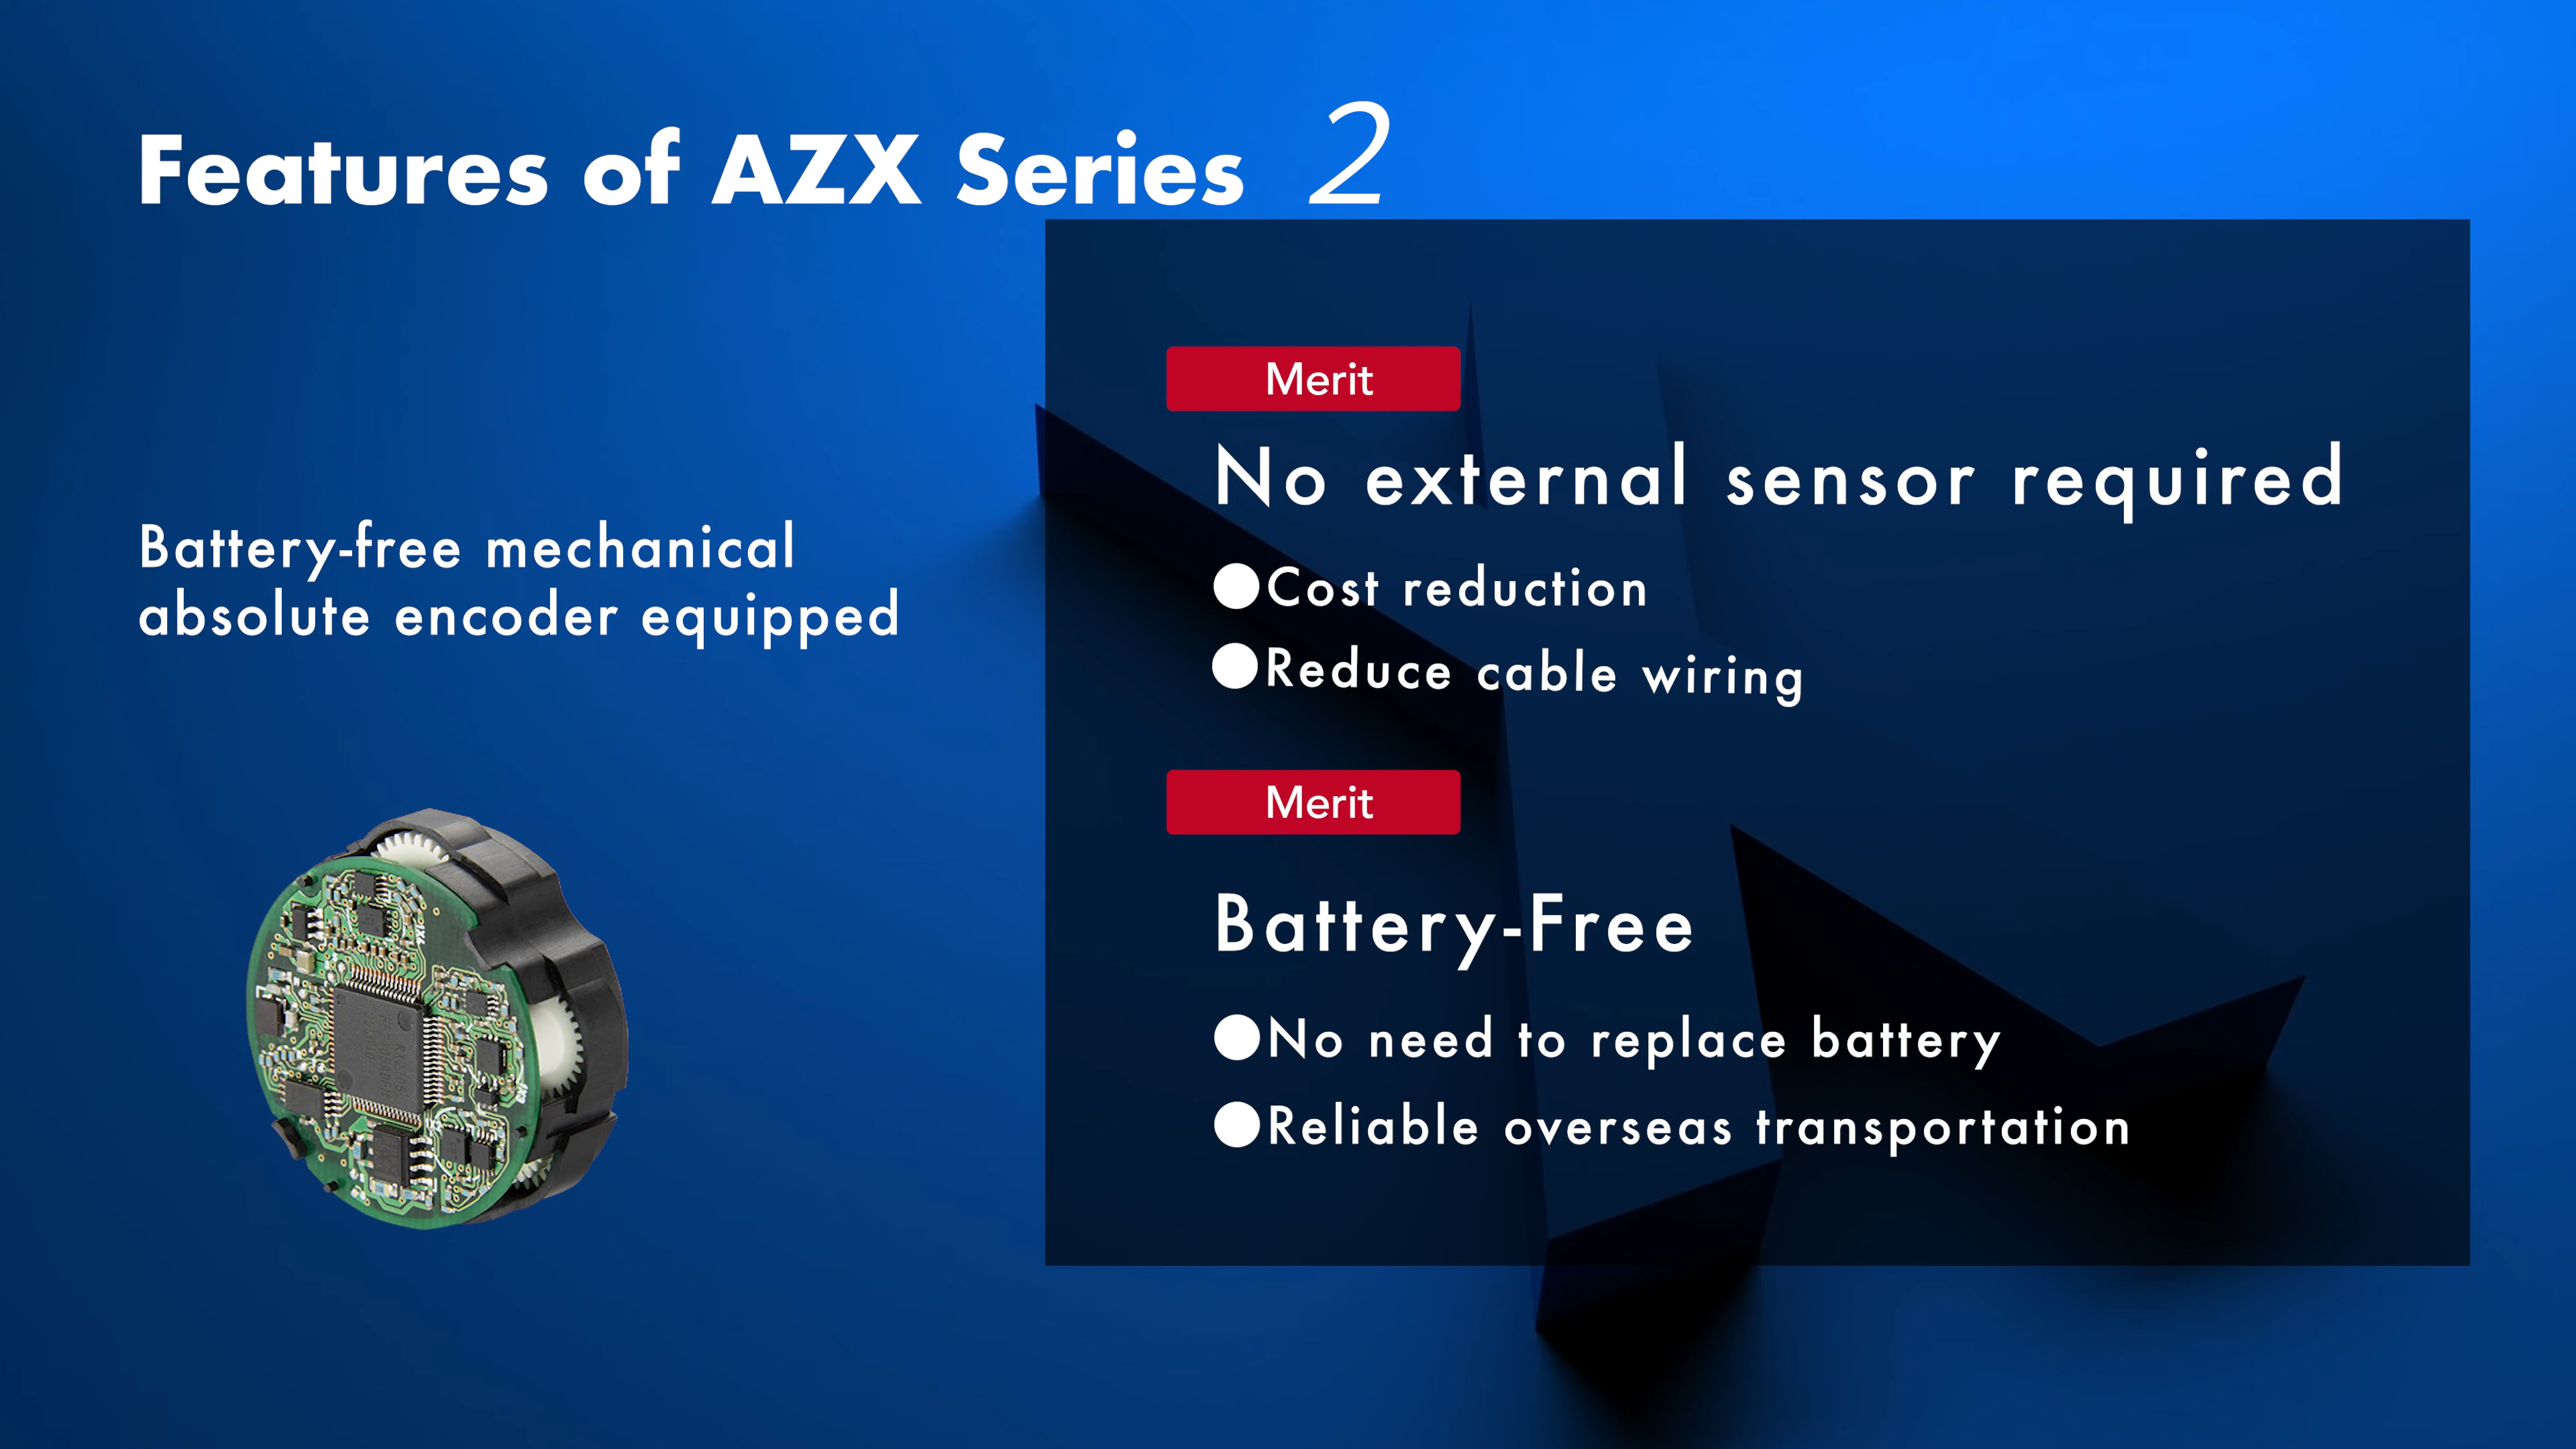 Features of AZX Series 2
Battery-free mechanical
absolute encoder equipped
Merit
No external sensor required
●Cost reduction
●Reduce cable wiring
Merit
Battery-Free
●No need to replace battery
●Reliable overseas transportation